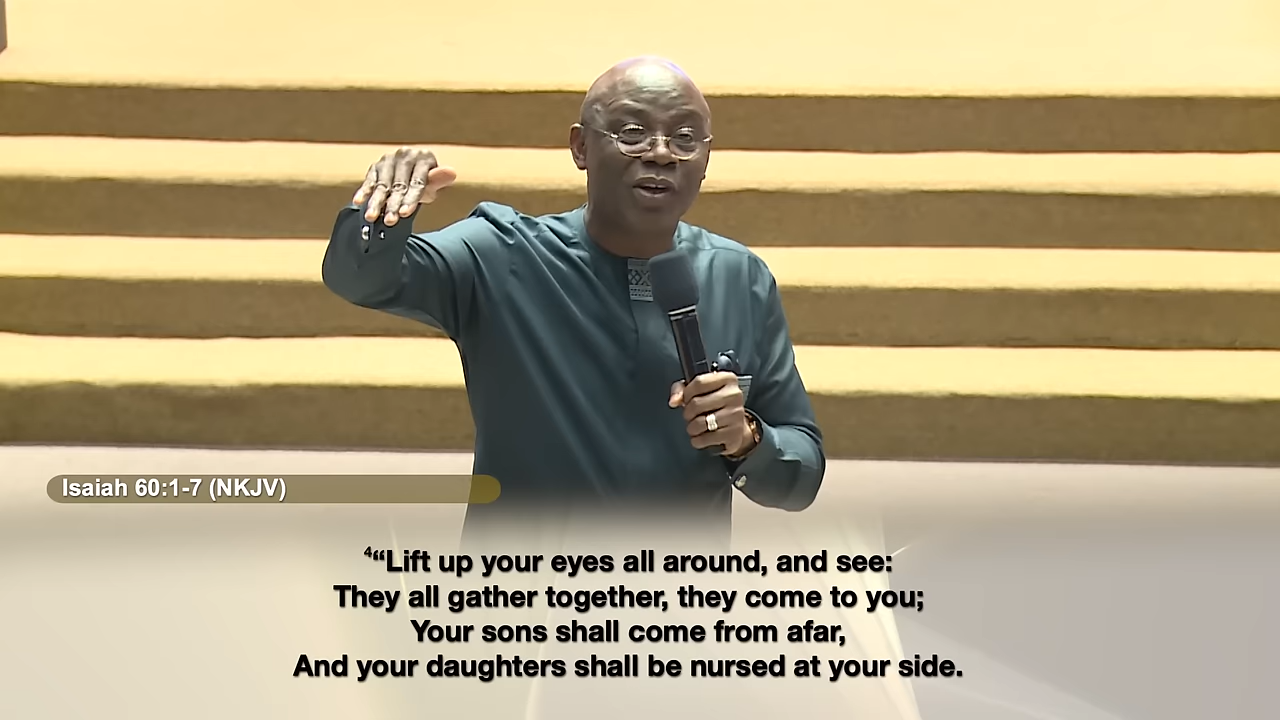 Isaiah 60:1-7 (NKJV)
⁴“Lift up your eyes all around, and see:
They all gather together, they come to you;
Your sons shall come from afar,
And your daughters shall be nursed at your side.